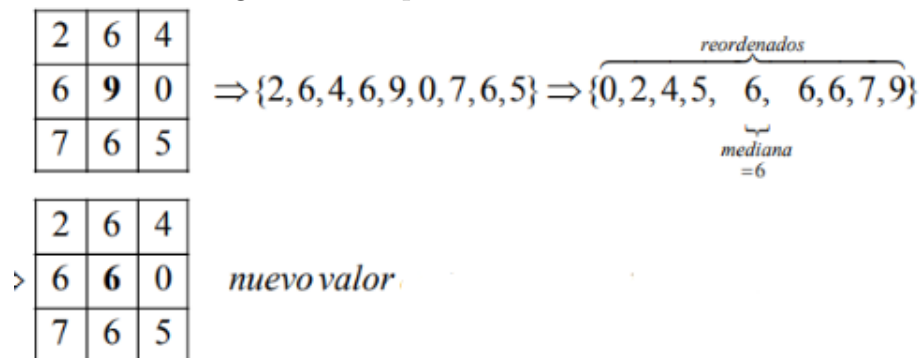 2 6 4
reordenados
6 9 0 ⇒{2,6,4,6,9,0,7,6,5}⇒{0,2,4,5, 6, 6,6,7,9}
7 6 5
mediana
=6
2 6 4
> 6 6 0 nuevo valor
7 6 5